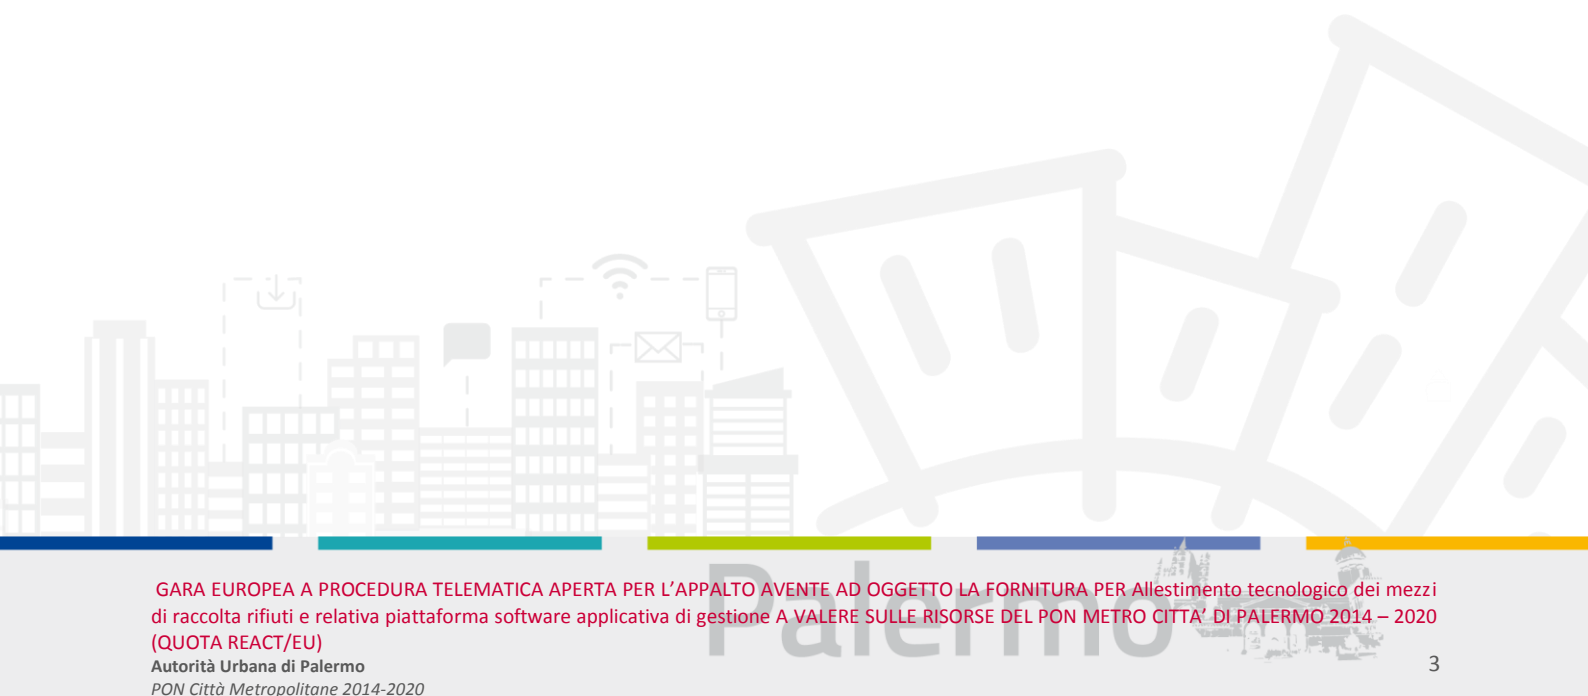 GARA EUROPEA A PROCEDURA TELEMATICA APERTA PER L’APPALTO AVENTE AD OGGETTO LA FORNITURA PER Allestimento tecnologico dei mezzi
di raccolta rifiuti e relativa piattaforma software applicativa di gestione A VALERE SULLE RISORSE DEL PON METRO CITTA’ DI PALERMO 2014 – 2020
(QUOTA REACT/EU)
Palermo
Autorità Urbana di Palermo
3
PON Città Metropolitane 2014-2020